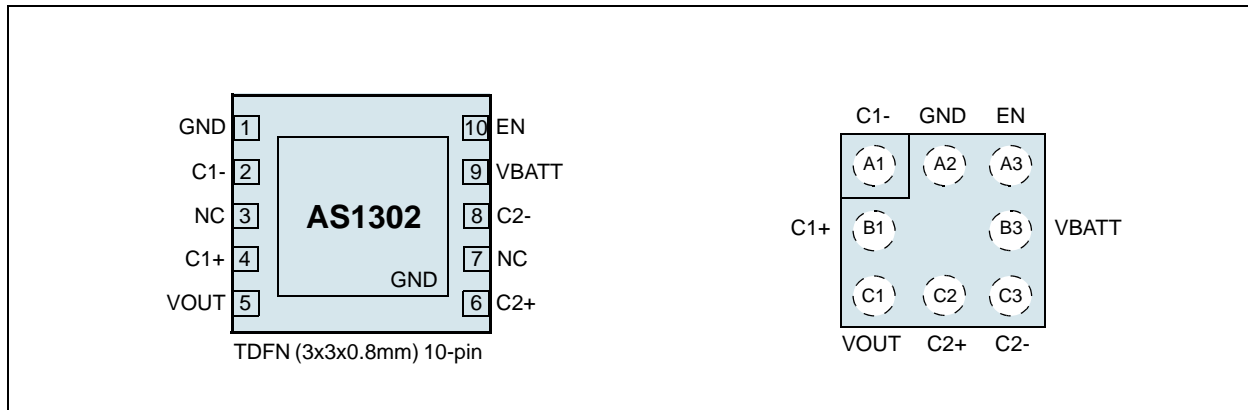 GND 1
C1- 2
NC 3
C1+ 4
VOUT 5
AS1302
GND
10 EN
9 VBATT
8 C2-
7 NC
6 C2+
TDFN (3x3x0.8mm) 10-pin
C1- GND EN
A1 A2 A3
C1+ B1 B3 VBATT
C1 C2 C3
VOUT C2+ C2-